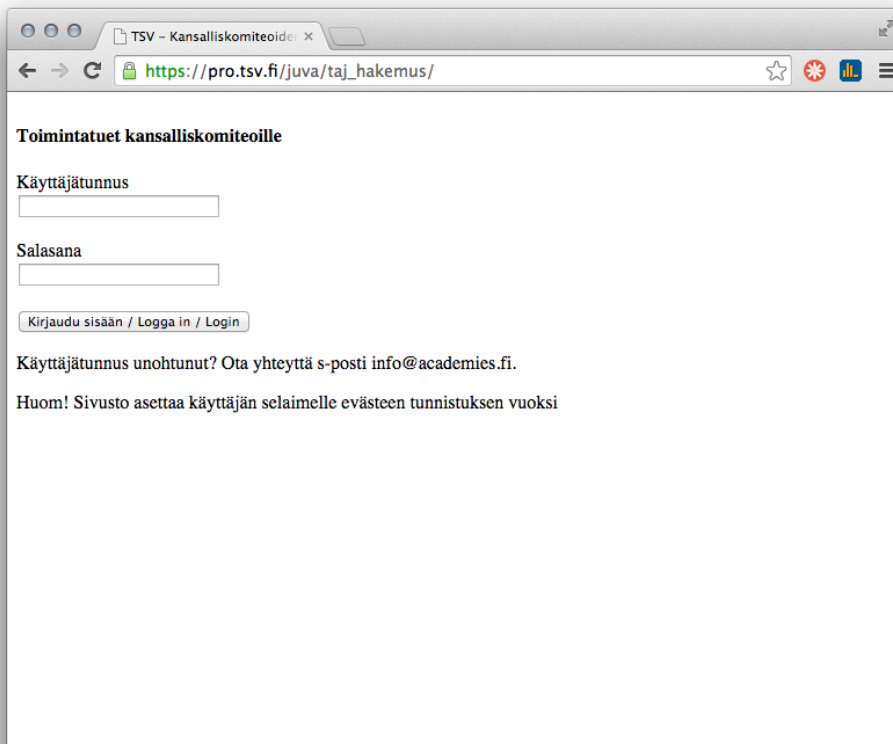 TSV – Kansalliskomiteoide
https://pro.tsv.fi/juva/taj_hakemus/
Toimintatuet kansalliskomiteoille
Käyttäjätunnus
Salasana
Kirjaudu sisään / Logga in / Login
Käyttäjätunnus unohtunut? Ota yhteyttä s-posti info@academies.fi.
Huom! Sivusto asettaa käyttäjän selaimelle evästeen tunnistuksen vuoksi